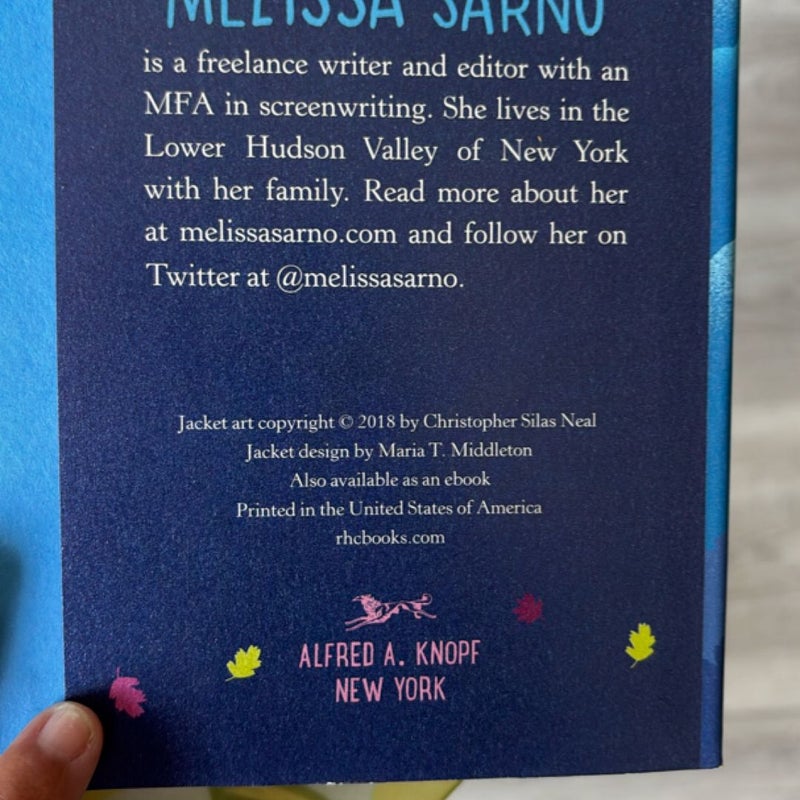 MELISSA SARNO
is a freelance writer and editor with an
MFA in screenwriting. She lives in the
Lower Hudson Valley of New York
with her family. Read more about her
at melissasarno.com and follow her on
Twitter at @melissasarno.
Jacket art copyright © 2018 by Christopher Silas Neal
Jacket design by Maria T. Middleton
Also available as an ebook
Printed in the United States of America
rhcbooks.com
ALFRED A. KNOPF
NEW YORK